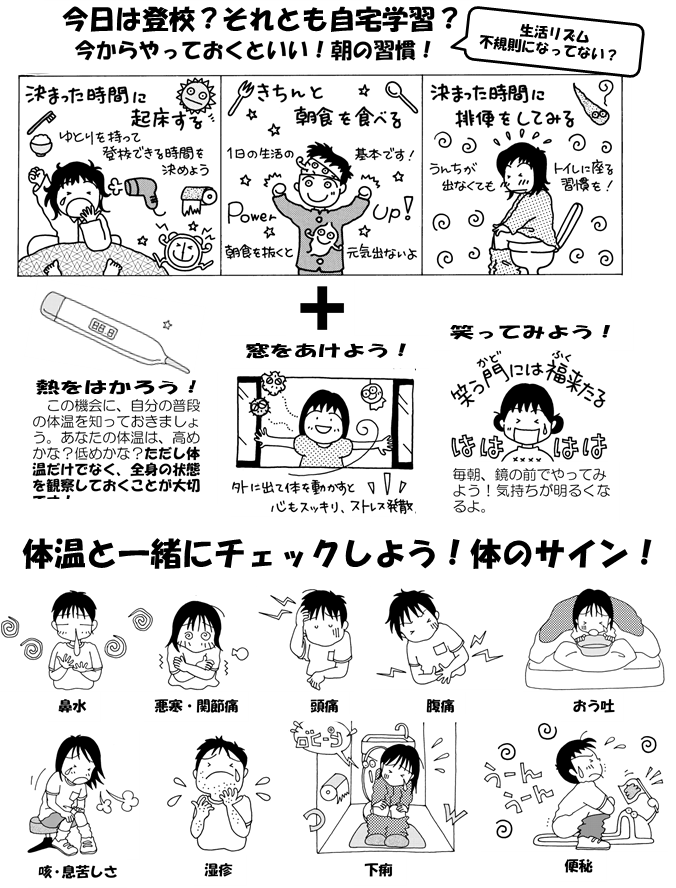 今日は登校？それとも自宅学習？
今からやっておくといい！朝の習慣！
生活リズム
不規則になってない？
決まった時間に
起床する
ゆとりを持って
登校できる時間を
決めよう
きちんと
朝食を食べる
1日の生活の
基本です！
Power
up!
朝食を抜くと
元気出ないよ
決まった時間に
排便をしてみる
うんちが
出なくても
トイレに座る
習慣を！
＋
熱をはかろう！
この機会に、自分の普段
の体温を知っておきましょ
う。あなたの体温は、高め
かな？低めかな？ただし体
温だけでなく、全身の状態
を観察しておくことが大切
窓をあけよう！
外に出て体を動かすと
心もスッキリ、ストレス発散
笑ってみよう！
かど
ふく
笑う門には福来たる
はは
はは
毎朝、鏡の前でやってみ
よう！気持ちが明るくな
るよ。
体温と一緒にチェックしよう！体のサイン！
鼻水
悪寒・関節痛
頭痛
腹痛
おう吐
咳・息苦しさ
湿疹
下痢
うーん
うーん
便秘